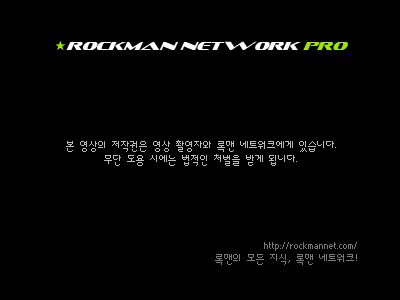 ★ROCKMAN NETWORK PRO
본 영상의 저작권은 영상 촬영자와 록맨 네트워크에게 있습니다.
무단 도용 시에는 법적인 처벌을 받게 됩니다.
http://rockmannet.com/
록맨의 모든 지식, 록맨 네트워크!